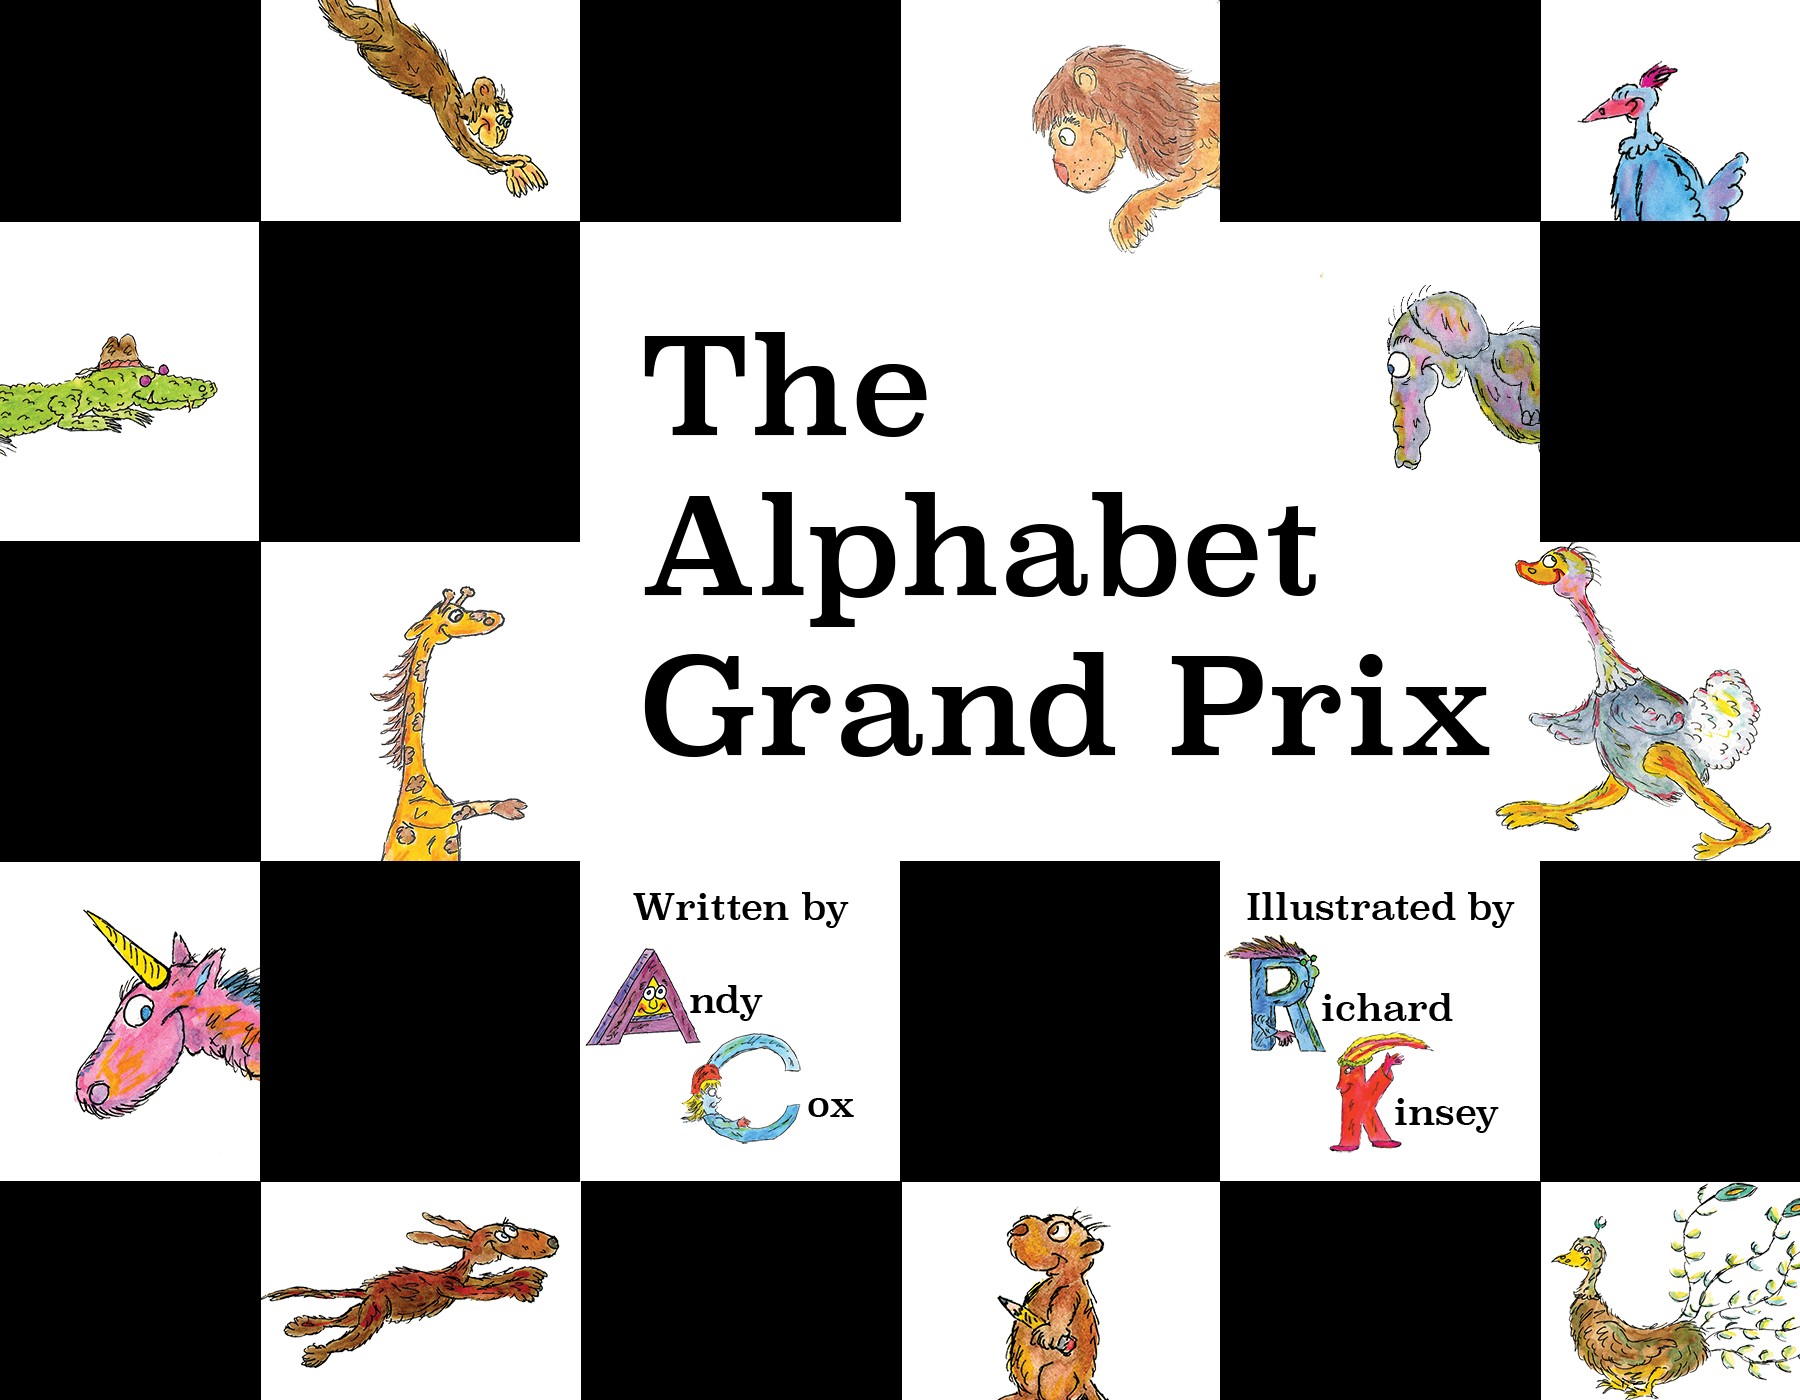 The
Alphabet
Grand Prix
Written by
Andy
Cox
Illustrated by
Richard
Kinsey